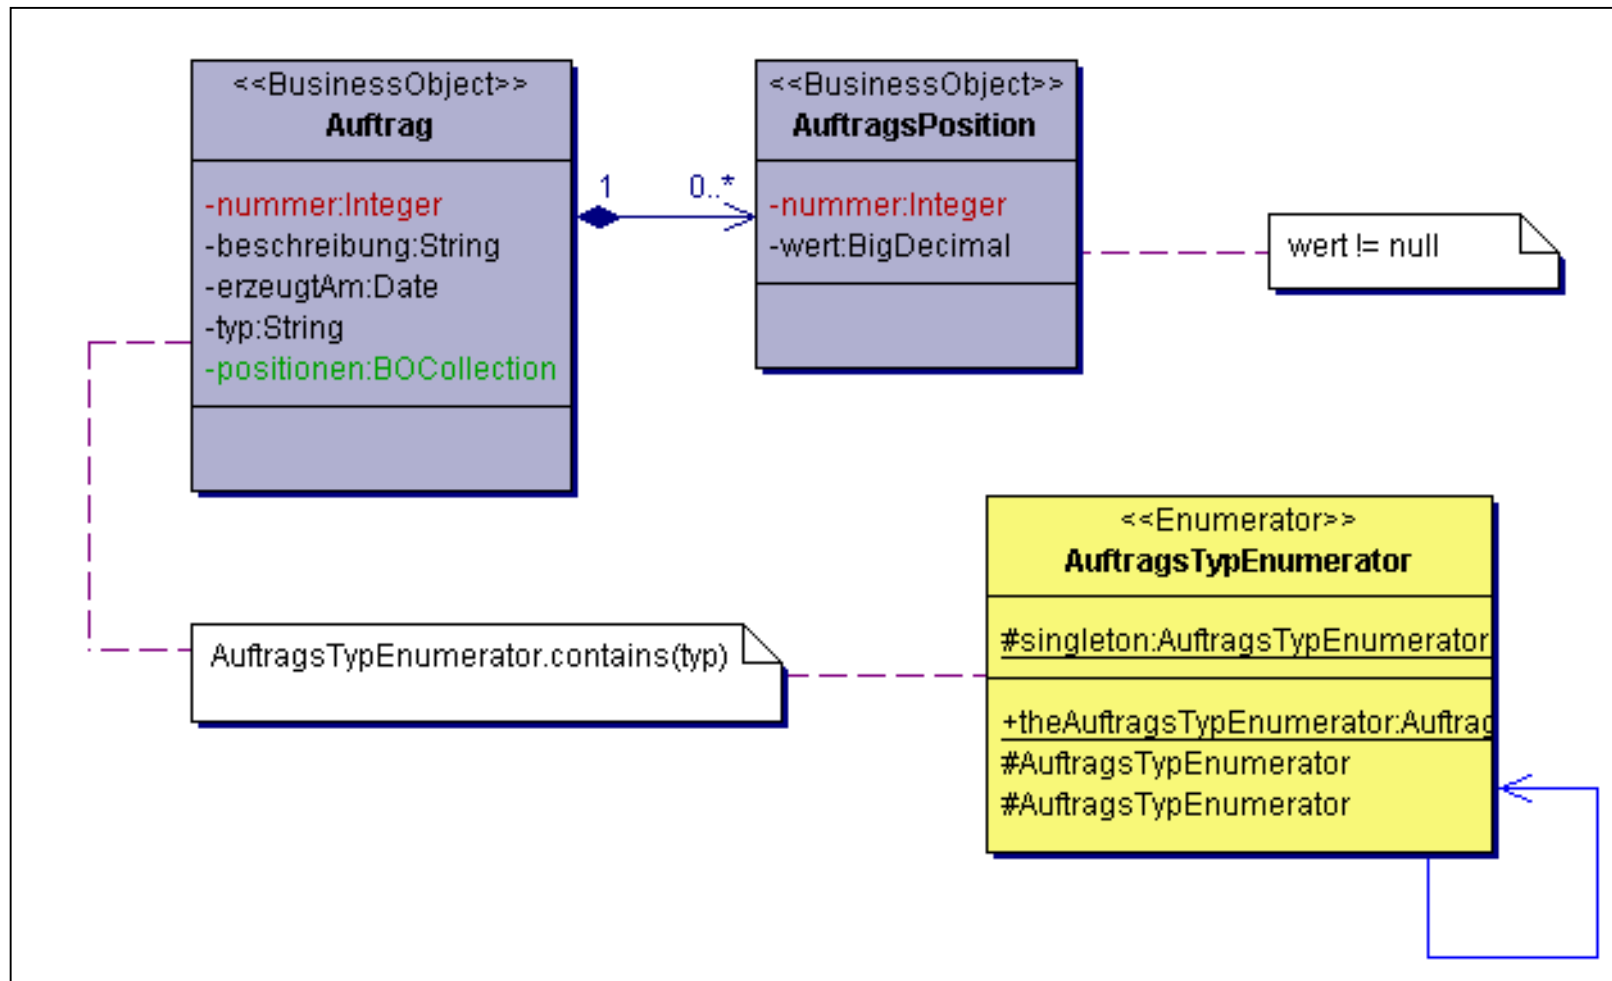 <<BusinessObject>>
Auftrag
-nummer:Integer
-beschreibung:String
-erzeugtAm:Date
-typ:String
-positionen:BOCollection
1
0..*
<<BusinessObject>>
AuftragsPosition
-nummer:Integer
-wert:BigDecimal
wert != null
AuftragsTypEnumerator.contains(typ)
<<Enumerator>>
AuftragsTypEnumerator
#singleton:AuftragsTypEnumerator
+theAuftragsTypEnumerator:Auftrag
#AuftragsTypEnumerator
#AuftragsTypEnumerator